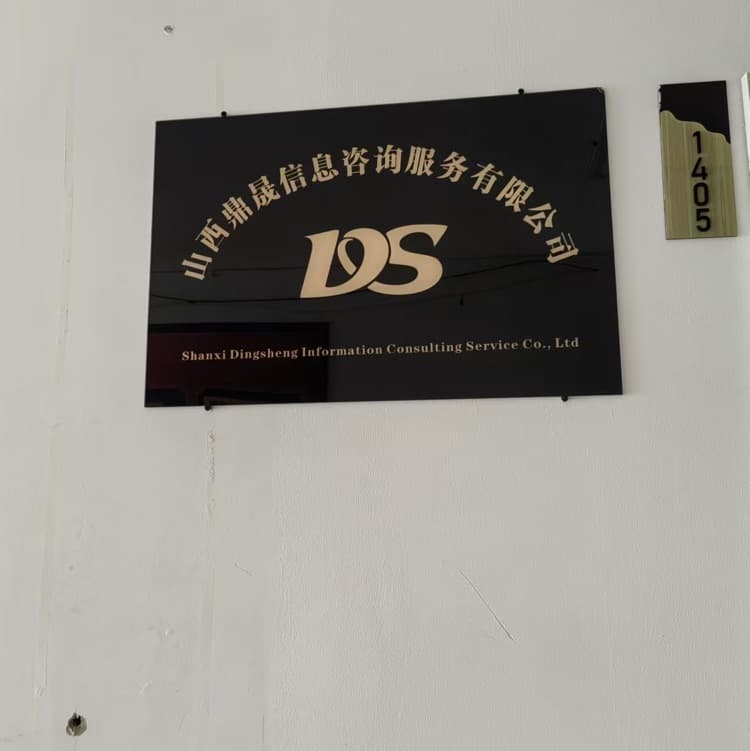 山西鼎晟信息咨询服务有限公司
DS
Shanxi Dingsheng Information Consulting Service Co., Ltd
1405